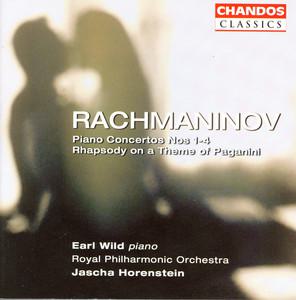 CHANDOS
CLASSICS
RACHMANINOV
Piano Concertos Nos 1-4
Rhapsody on a Theme of Paganini
Earl Wild piano
Royal Philharmonic Orchestra
Jascha Horenstein